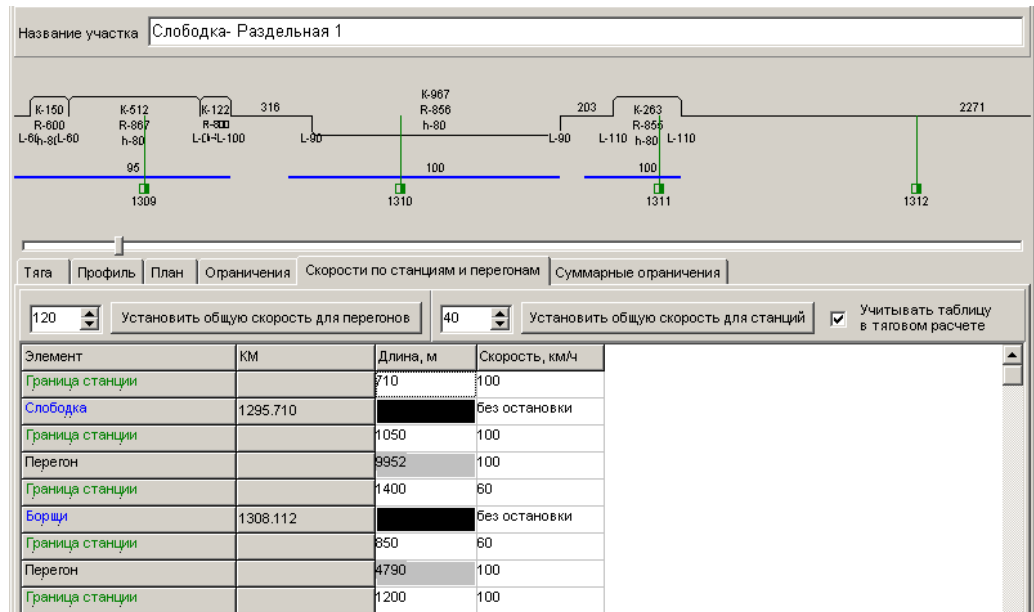 Название участка Слободка- Раздельная 1
K-967
K-150 K-512 K-122 316 R-856 203 K-263 2271
R-600 R-867 h-80 R-855
h-80 L-60 h-80 L-100 L-90 L-90 L-110 h-80 L-110
95 100 100
1309 1310 1311 1312
Тяга Профиль План Ограничения Скорости по станциям и перегонам Суммарные ограничения
120 Установить общую скорость для перегонов 40 Установить общую скорость для станций Учитывать таблицу
в тяговом расчете
Элемент КМ Длина, м Скорость, км/ч
Граница станции 710 100
Слободка 1295.710 без остановки
Граница станции 1050 100
Перегон 9952 100
Граница станции 1400 60
Борщи 1308.112 без остановки
Граница станции 850 60
Перегон 4790 100
Граница станции 1200 100